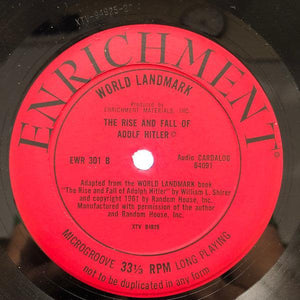 ENRICHMENT
WORLD LANDMARK
Produced by
ENRICHMENT MATERIALS, INC.
THE RISE AND FALL OF
ADOLF HITLER ©
EWR 301 B
Audio CARDALOG
64091
Adapted from the WORLD LANDMARK book
"The Rise and Fall of Adolf Hitler" by William L. Shirer
and copyright 1961 by Random House, Inc.
Manufactured with permission of the author
and Random House, Inc.
XTV 84925
MICROGROOVE 33⅓ RPM LONG PLAYING
not to be duplicated in any form